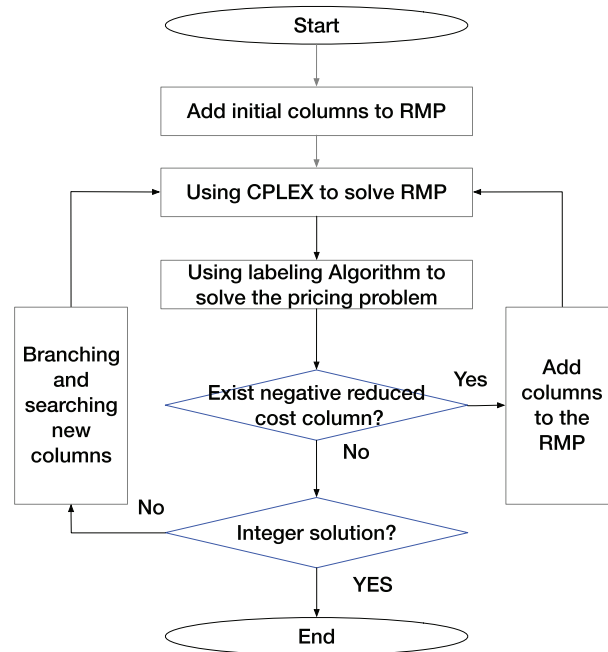 Start
Add initial columns to RMP
Using CPLEX to solve RMP
Using labeling Algorithm to
solve the pricing problem
Branching
and
searching
new
columns
Exist negative reduced
cost column?
Yes
Add
columns
to the
RMP
No
No
Integer solution?
YES
End